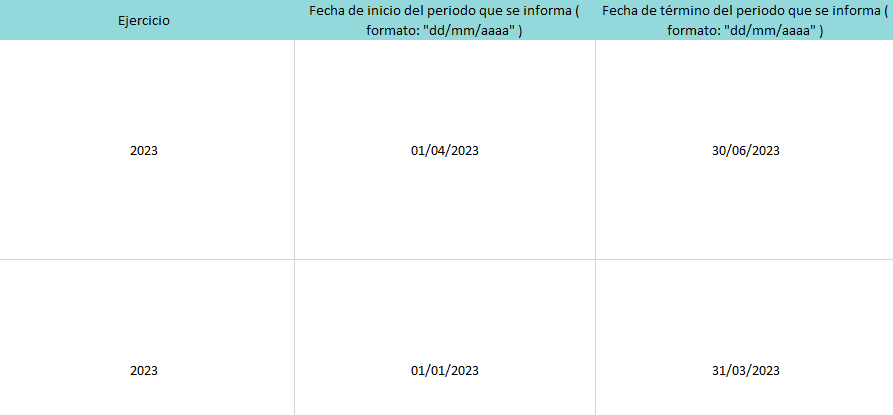 Ejercicio
Fecha de inicio del periodo que se informa (
formato: "dd/mm/aaaa" )
Fecha de término del periodo que se informa (
formato: "dd/mm/aaaa" )
2023
01/04/2023
30/06/2023
2023
01/01/2023
31/03/2023